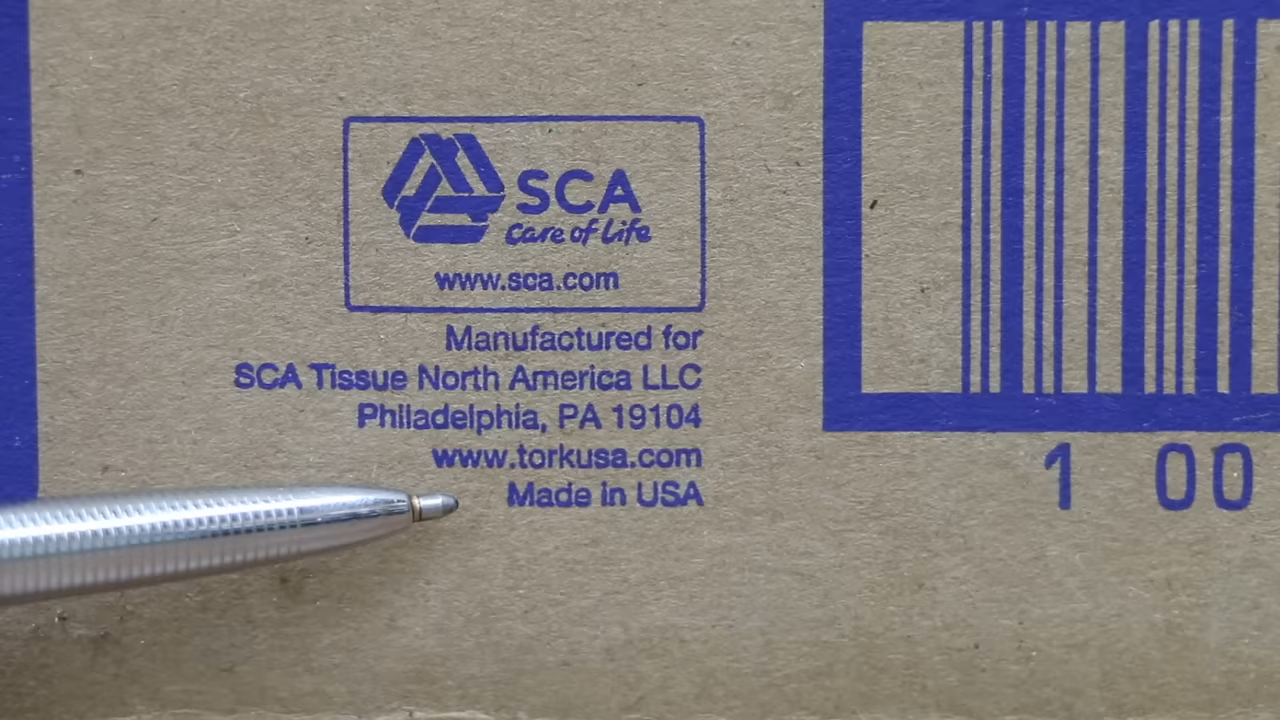 SCA
Care of Life
www.sca.com
Manufactured for
SCA Tissue North America LLC
Philadelphia, PA 19104
www.torkusa.com
Made in USA
1 00